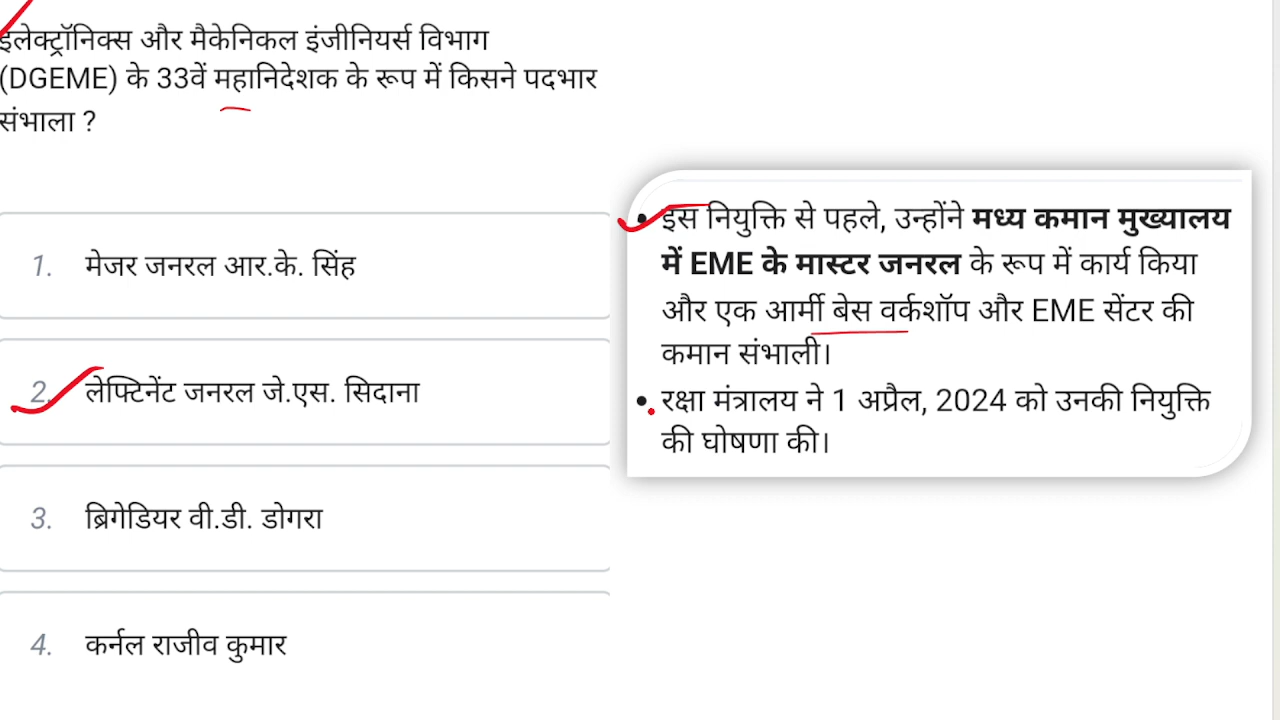 इलेक्ट्रॉनिक्स और मैकेनिकल इंजीनियर्स विभाग
(DGEME) के 33वें महानिदेशक के रूप में किसने पदभार
संभाला ?
1. मेजर जनरल आर.के. सिंह
2. लेफ्टिनेंट जनरल जे.एस. सिदाना
3. ब्रिगेडियर वी.डी. डोगरा
4. कर्नल राजीव कुमार
• इस नियुक्ति से पहले, उन्होंने मध्य कमान मुख्यालय
में EME के मास्टर जनरल के रूप में कार्य किया
और एक आर्मी बेस वर्कशॉप और EME सेंटर की
कमान संभाली।
• रक्षा मंत्रालय ने 1 अप्रैल, 2024 को उनकी नियुक्ति
की घोषणा की।